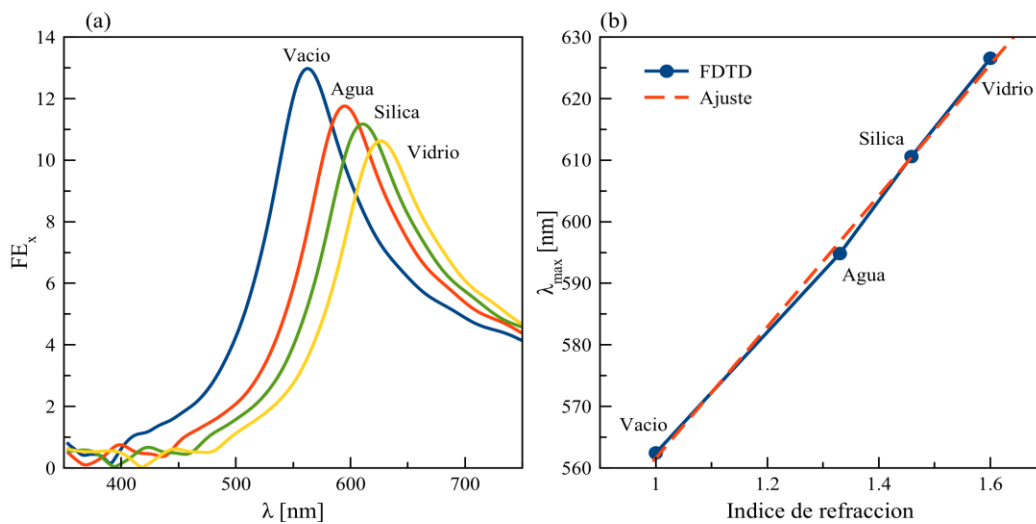 (a)
14
12
10
8
6
4
2
0
FEx
Vacio
Agua
Silica
Vidrio
400
500
600
700
λ [nm]
(b)
630
620
610
600
590
580
570
560
λmax [nm]
FDTD
Ajuste
Vidrio
Silica
Agua
Vacio
1
1.2
1.4
1.6
Indice de refraccion